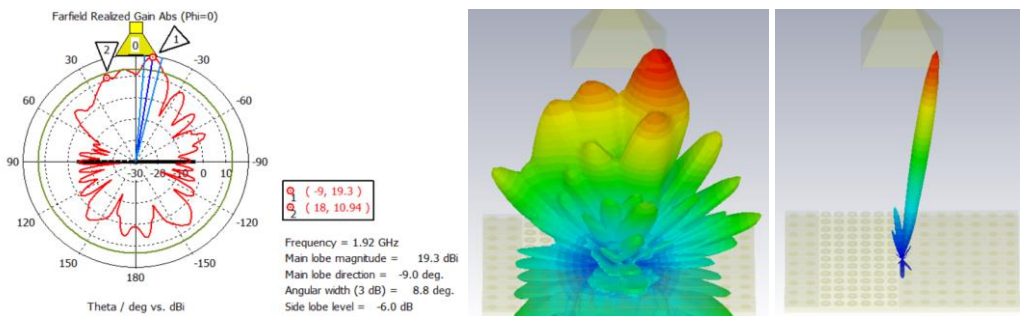 Farfield Realized Gain Abs (Phi=0)
0
1
2
30
-30
60
-60
90
-30
-20
-10
0
10
-90
120
-120
150
-150
180
Theta / deg vs. dBi
1 ( -9, 19.3 )
2 ( 18, 10.94 )
Frequency = 1.92 GHz
Main lobe magnitude = 19.3 dBi
Main lobe direction = -9.0 deg.
Angular width (3 dB) = 8.8 deg.
Side lobe level = -6.0 dB